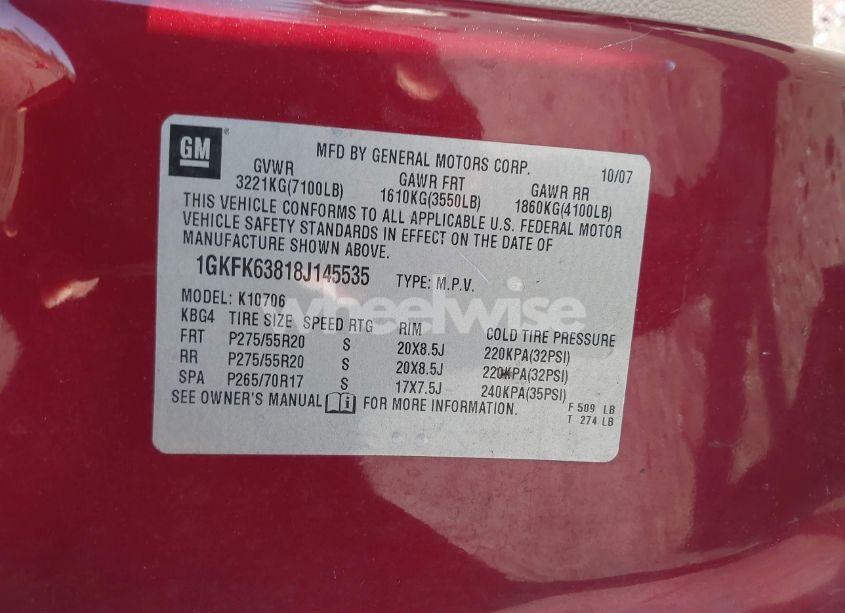 GM ®
MFD BY GENERAL MOTORS CORP. 10/07
GVWR GAWR FRT GAWR RR
3221KG(7100LB) 1610KG(3550LB) 1860KG(4100LB)
THIS VEHICLE CONFORMS TO ALL APPLICABLE U.S. FEDERAL MOTOR
VEHICLE SAFETY STANDARDS IN EFFECT ON THE DATE OF
MANUFACTURE SHOWN ABOVE.
1GKFK63818J145535 TYPE: M.P.V.
MODEL: K10706
KBG4 TIRE SIZE SPEED RTG RIM COLD TIRE PRESSURE
FRT P275/55R20 S 20X8.5J 220KPA(32PSI)
RR P275/55R20 S 20X8.5J 220KPA(32PSI)
SPA P265/70R17 S 17X7.5J 240KPA(35PSI)
SEE OWNER'S MANUAL i FOR MORE INFORMATION.
F 509 LB
T 274 LB
wheelwise